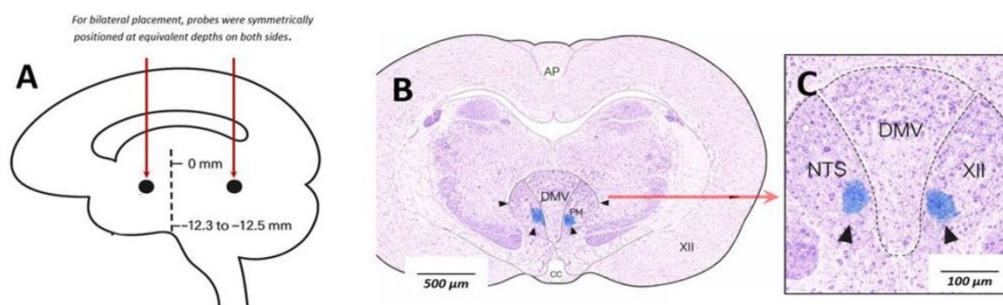 For bilateral placement, probes were symmetrically
positioned at equivalent depths on both sides.
A
0 mm
-12.3 to -12.5 mm
B
AP
DMV
PM
XII
cc
500 µm
C
DMV
NTS
XII
100 µm